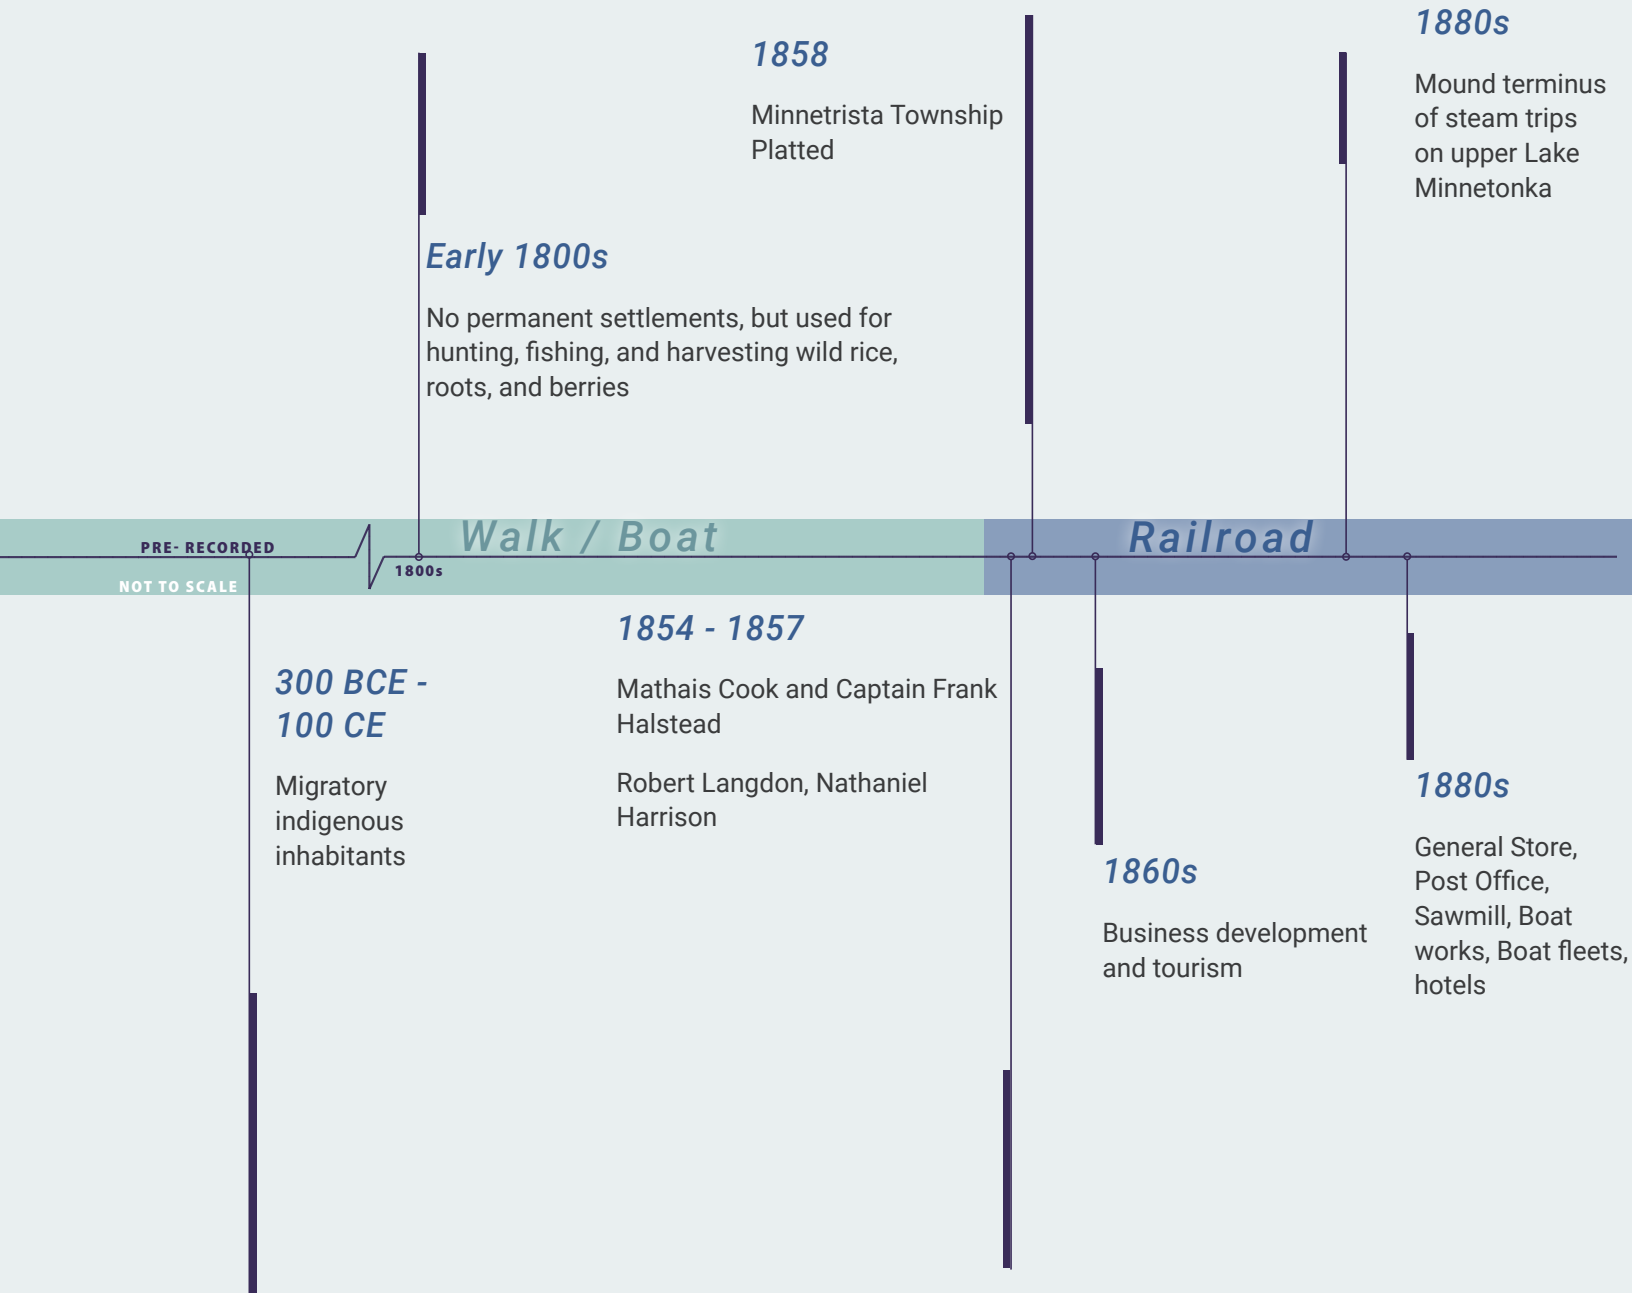 1858
Minnetrista Township
Platted
1880s
Mound terminus
of steam trips
on upper Lake
Minnetonka
Early 1800s
No permanent settlements, but used for
hunting, fishing, and harvesting wild rice,
roots, and berries
PRE- RECORDED
NOT TO SCALE
1800s
Walk / Boat
Railroad
300 BCE -
100 CE
Migratory
indigenous
inhabitants
1854 - 1857
Mathais Cook and Captain Frank
Halstead
Robert Langdon, Nathaniel
Harrison
1860s
Business development
and tourism
1880s
General Store,
Post Office,
Sawmill, Boat
works, Boat fleets,
hotels